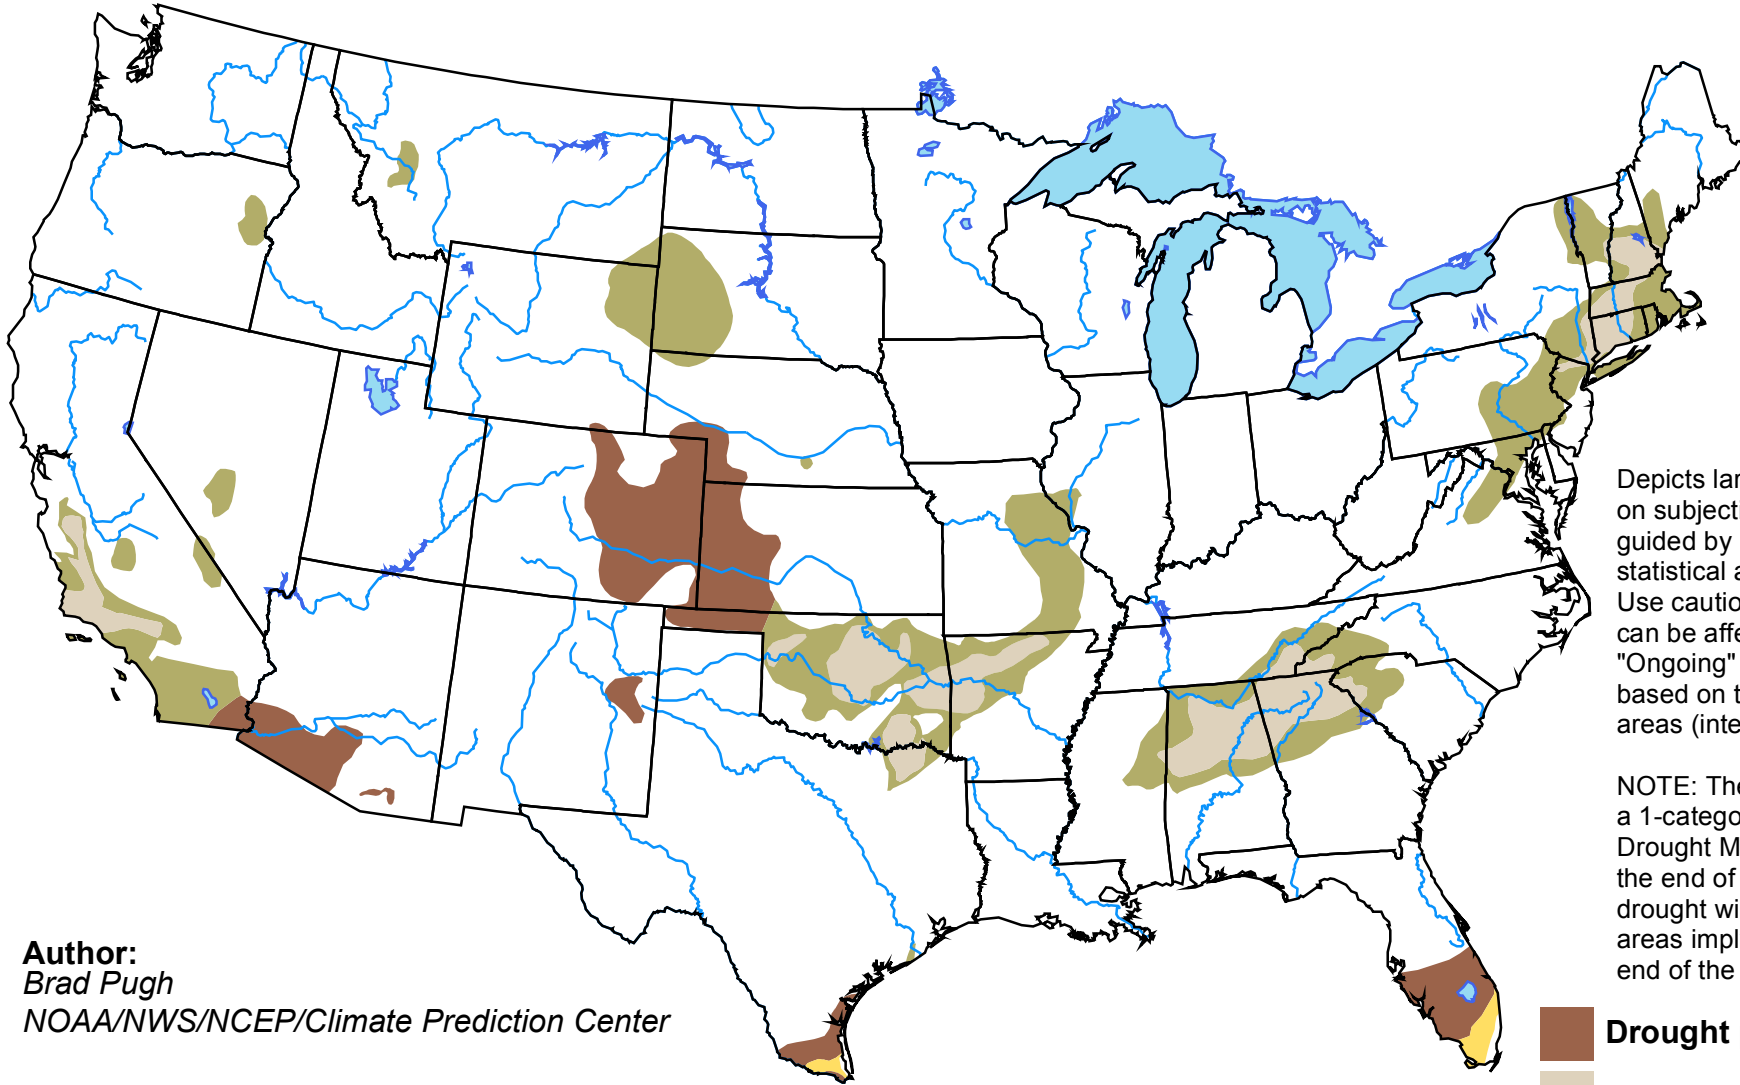 Depicts lar
on subjecti
guided by
statistical a
Use cautio
can be affe
"Ongoing"
based on t
areas (inte
NOTE: The
a 1-catego
Drought M
the end of
drought wi
areas impl
end of the
Author:
Brad Pugh
NOAA/NWS/NCEP/Climate Prediction Center
Drought